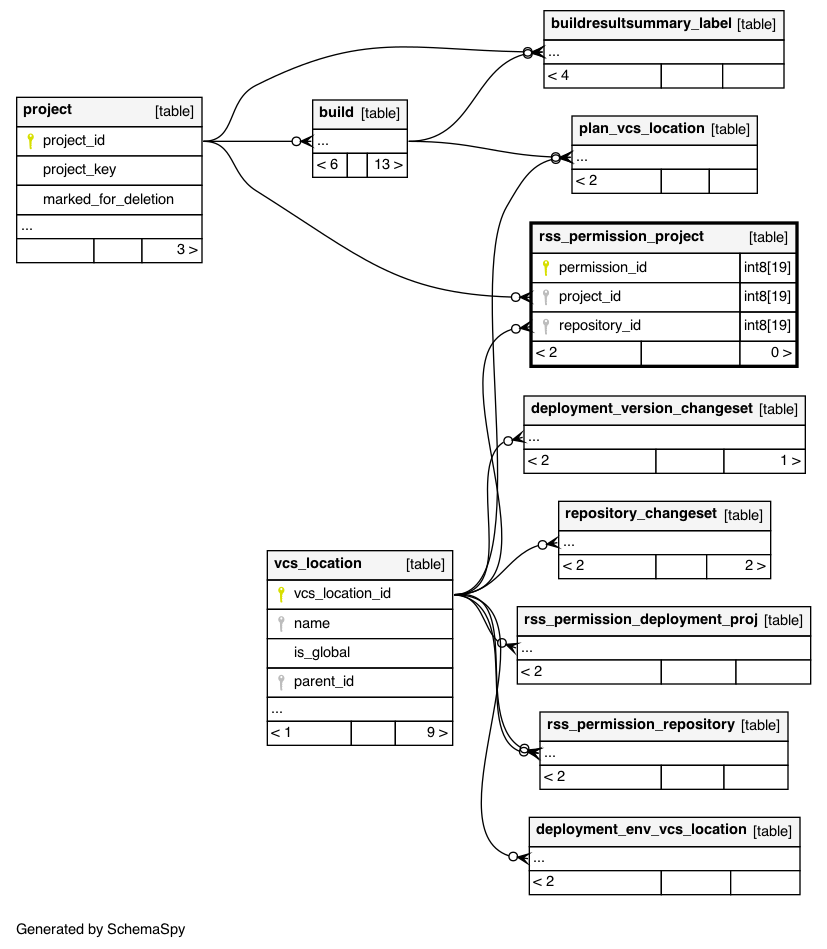 buildresultsummary_label [table]
...
< 4
project [table]
project_id
project_key
marked_for_deletion
...
3 >
build [table]
...
< 6 13 >
plan_vcs_location [table]
...
< 2
rss_permission_project [table]
permission_id int8[19]
project_id int8[19]
repository_id int8[19]
< 2 0 >
deployment_version_changeset [table]
...
< 2 1 >
repository_changeset [table]
...
< 2 2 >
vcs_location [table]
vcs_location_id
name
is_global
parent_id
...
< 1 9 >
rss_permission_deployment_proj [table]
...
< 2
rss_permission_repository [table]
...
< 2
deployment_env_vcs_location [table]
...
< 2
Generated by SchemaSpy